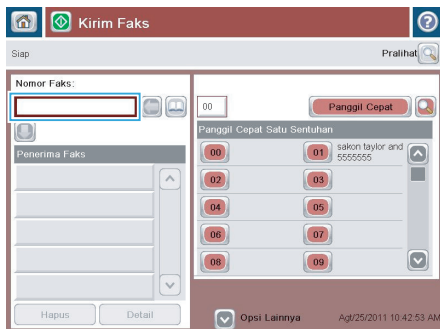 Kirim Faks
Siap
Pralihat
Nomor Faks:
00
Panggil Cepat
Panggil Cepat Satu Sentuhan
Penerima Faks
00
01 sakon taylor and
5555555
02 03
04 05
06 07
08 09
Hapus Detail
Opsi Lainnya
Agt/25/2011 10:42:53 AM